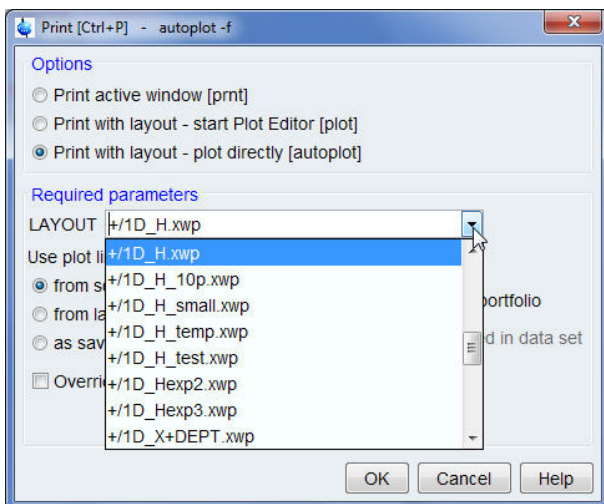 Print [Ctrl+P] - autoplot -f
Options
Print active window [prnt]
Print with layout - start Plot Editor [plot]
Print with layout - plot directly [autoplot]
Required parameters
LAYOUT +/1D_H.xwp
Use plot li
+/1D_H.xwp
+/1D_H_10p.xwp
from s
+/1D_H_small.xwp
portfolio
from la
+/1D_H_temp.xwp
as sav
+/1D_H_test.xwp
d in data set
Overri
+/1D_Hexp2.xwp
+/1D_Hexp3.xwp
+/1D_X+DEPT.xwp
OK Cancel Help